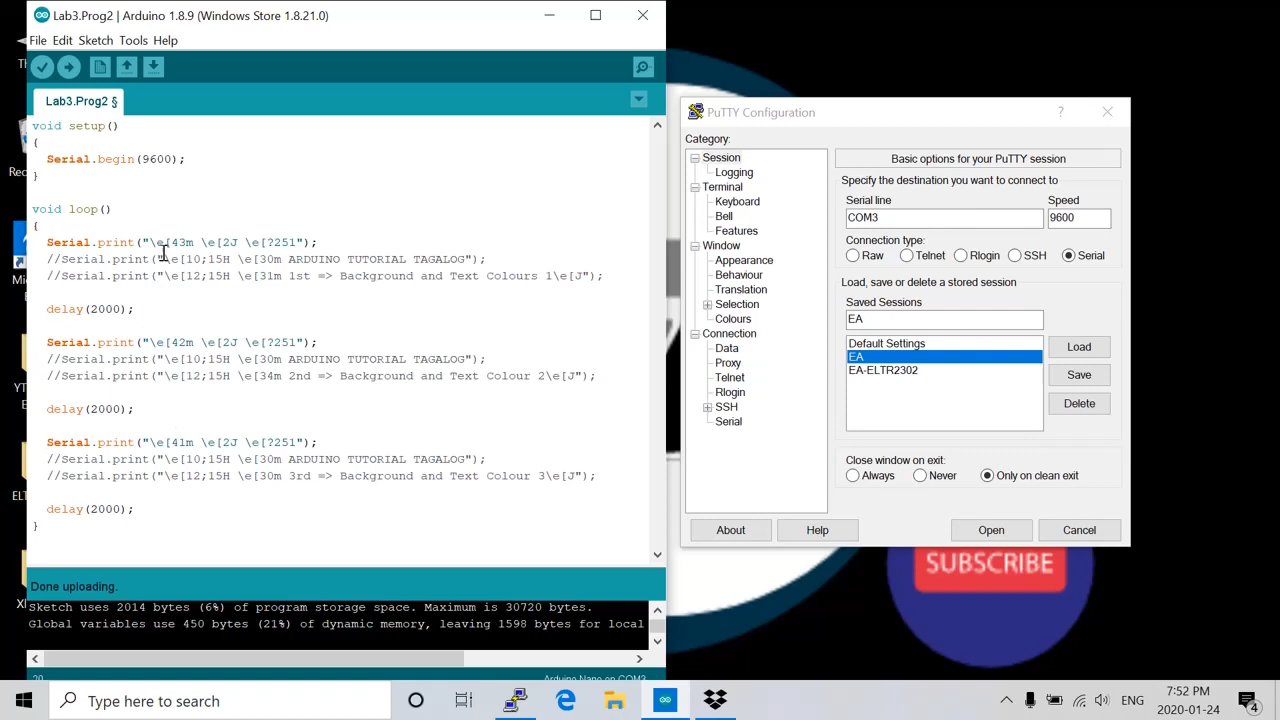 Lab3.Prog2 | Arduino 1.8.9 (Windows Store 1.8.21.0)
File Edit Sketch Tools Help
Lab3.Prog2 §
void setup()
{
Serial.begin(9600);
}
void loop()
{
Serial.print("\e[43m \e[2J \e[?251");
//Serial.print("\e[10;15H \e[30m ARDUINO TUTORIAL TAGALOG");
//Serial.print("\e[12;15H \e[31m 1st => Background and Text Colours 1\e[J");
delay(2000);
Serial.print("\e[42m \e[2J \e[?251");
//Serial.print("\e[10;15H \e[30m ARDUINO TUTORIAL TAGALOG");
//Serial.print("\e[12;15H \e[34m 2nd => Background and Text Colour 2\e[J");
delay(2000);
Serial.print("\e[41m \e[2J \e[?251");
//Serial.print("\e[10;15H \e[30m ARDUINO TUTORIAL TAGALOG");
//Serial.print("\e[12;15H \e[30m 3rd => Background and Text Colour 3\e[J");
delay(2000);
}
Done uploading.
Sketch uses 2014 bytes (6%) of program storage space. Maximum is 30720 bytes.
Global variables use 450 bytes (21%) of dynamic memory, leaving 1598 bytes for local
20
Arduino Nano on COM3
PuTTY Configuration
? 
Category:
Session
Logging
Terminal
Keyboard
Bell
Features
Window
Appearance
Behaviour
Translation
Selection
Colours
Connection
Data
Proxy
Telnet
Rlogin
SSH
Serial
Basic options for your PuTTY session
Specify the destination you want to connect to
Serial line Speed
COM3 9600
Connection type:
Raw Telnet Rlogin SSH Serial
Load, save or delete a stored session
Saved Sessions
EA
Default Settings
EA
EA-ELTR2302
Load
Save
Delete
Close window on exit:
Always Never Only on clean exit
About Help Open Cancel
SUBSCRIBE
Type here to search
ENG
7:52 PM
2020-01-24
4